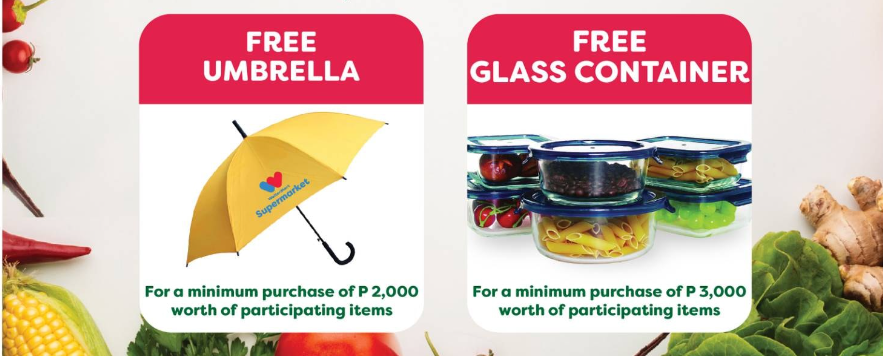 FREE
UMBRELLA
Supermarket
For a minimum purchase of P 2,000
worth of participating items
FREE
GLASS CONTAINER
For a minimum purchase of P 3,000
worth of participating items